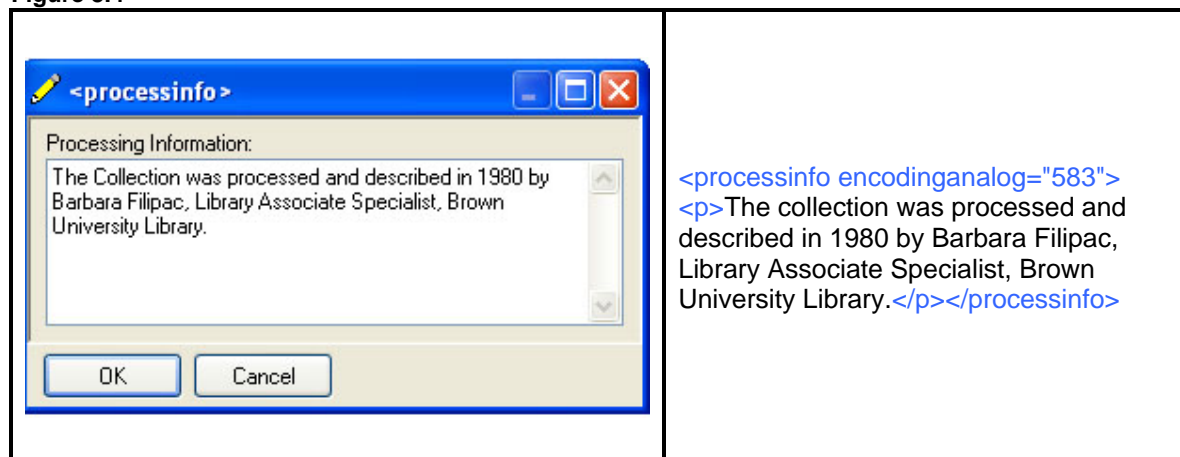 <processinfo>
Processing Information:
The Collection was processed and described in 1980 by
Barbara Filipac, Library Associate Specialist, Brown
University Library.
OK
Cancel
<processinfo encodinganalog="583">
<p>The collection was processed and
described in 1980 by Barbara Filipac,
Library Associate Specialist, Brown
University Library.</p></processinfo>